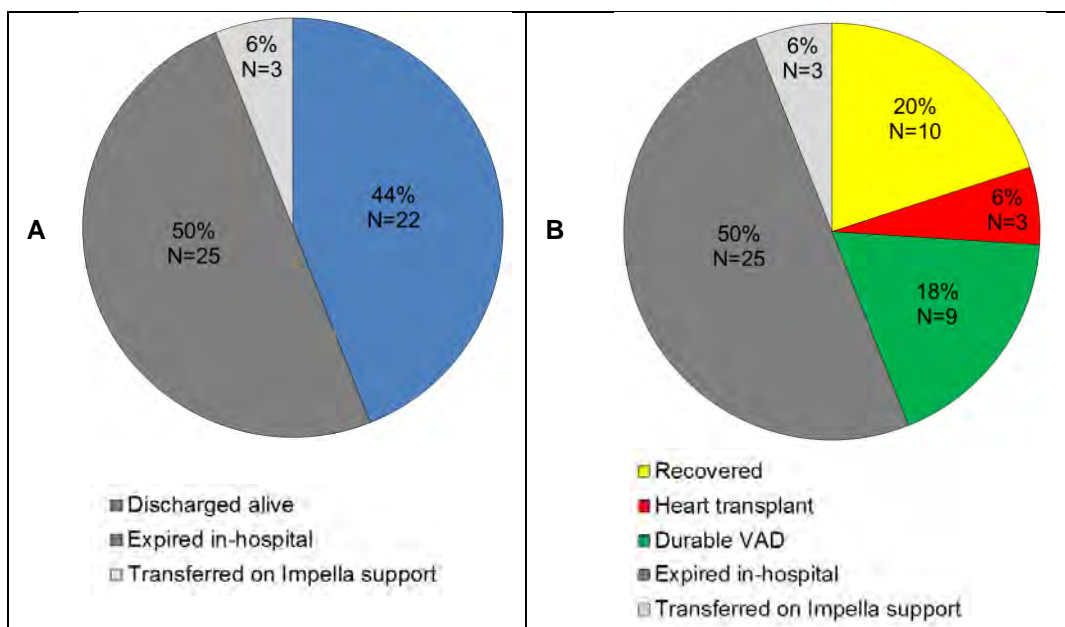 A
6%
N=3
44%
N=22
50%
N=25
Discharged alive
Expired in-hospital
Transferred on Impella support
B
6%
N=3
20%
N=10
6%
N=3
50%
N=25
18%
N=9
Recovered
Heart transplant
Durable VAD
Expired in-hospital
Transferred on Impella support